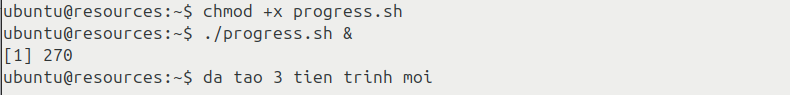 ubuntu@resources:~$ chmod +x progress.sh
ubuntu@resources:~$ ./progress.sh &
[1] 270
ubuntu@resources:~$ da tao 3 tien trinh moi